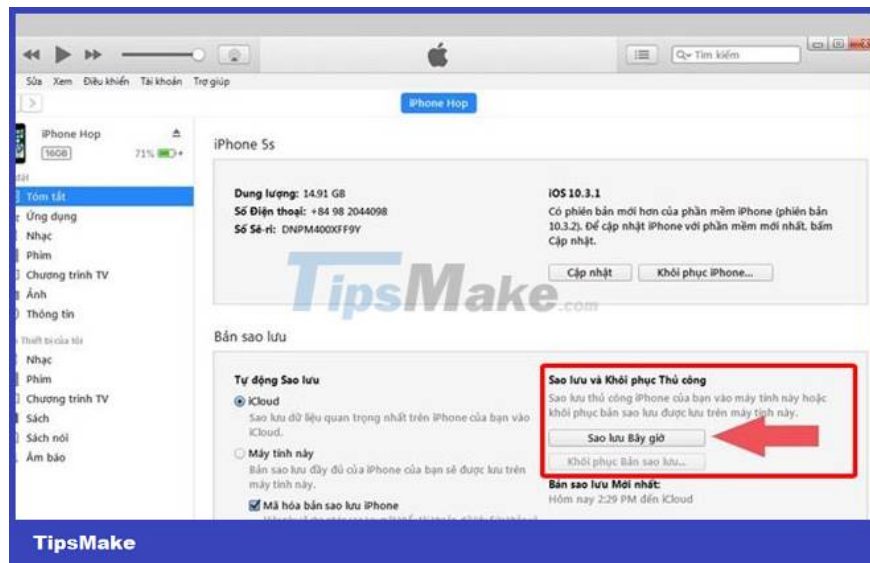 Tìm kiếm
Sửa Xem Điều khiển Tài khoản Trợ giúp
iPhone Hop
iPhone Hop
16GB 71%
Tóm tắt
Ứng dụng
Nhạc
Phim
Chương trình TV
Ảnh
Thông tin
Thiết bị của tôi
Nhạc
Phim
Chương trình TV
Sách
Sách nói
Âm báo
iPhone 5s
Dung lượng: 14.91 GB
Số Điện thoại: +84 98 2044098
Số Sê-ri: DNPM400XFF9Y
iOS 10.3.1
Có phiên bản mới hơn của phần mềm iPhone (phiên bản
10.3.2). Để cập nhật iPhone với phần mềm mới nhất, bấm
Cập nhật.
Cập nhật Khôi phục iPhone...
TipsMake.com
Bản sao lưu
Tự động Sao lưu
iCloud
Sao lưu dữ liệu quan trọng nhất trên iPhone của bạn vào
iCloud.
Máy tính này
Bản sao lưu đầy đủ của iPhone của bạn sẽ được lưu trên
máy tính này.
Mã hóa bản sao lưu iPhone
Sao lưu và Khôi phục Thủ công
Sao lưu thủ công iPhone của bạn vào máy tính này hoặc
khôi phục bản sao lưu được lưu trên máy tính này.
Sao lưu Bây giờ
Khôi phục Bản sao lưu...
Bản sao lưu Mới nhất:
Hôm nay 2:29 PM đến iCloud
TipsMake